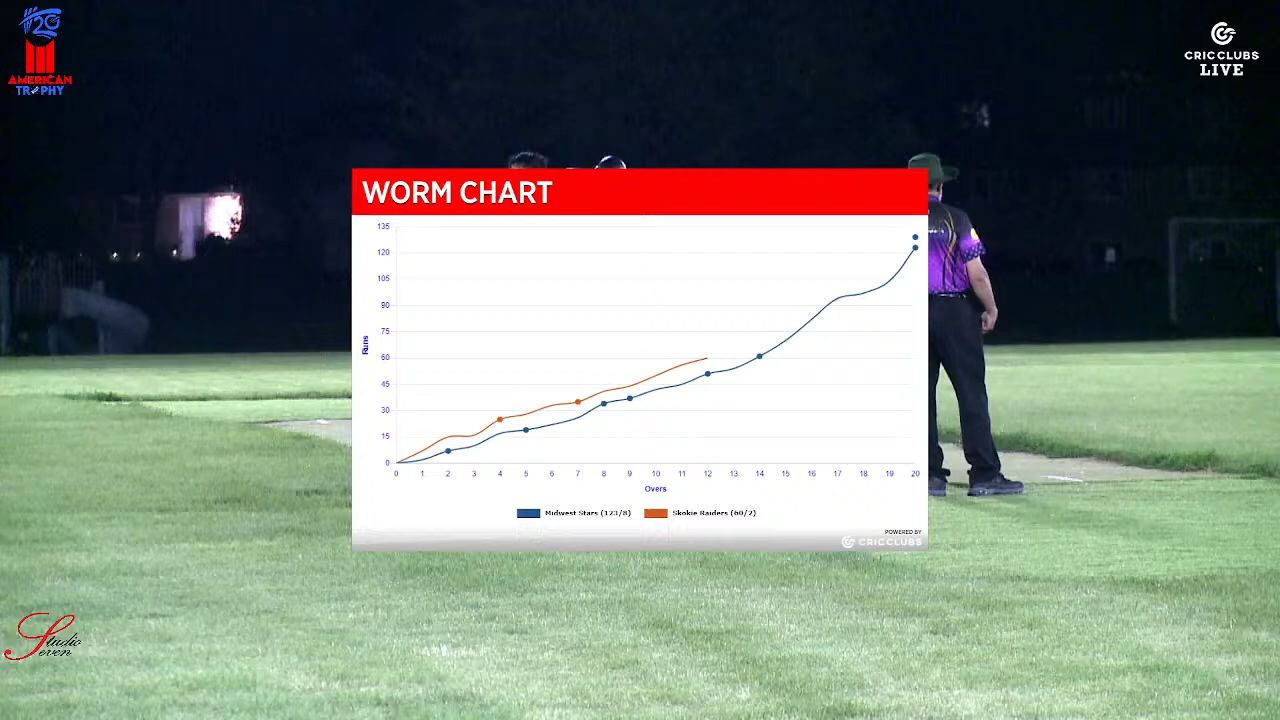 T20
AMERICAN
TROPHY
CRICCLUBS
LIVE
WORM CHART
135
120
105
90
75
60
45
30
15
0
Runs
0 1 2 3 4 5 6 7 8 9 10 11 12 13 14 15 16 17 18 19 20
Overs
Midwest Stars (123/8) Skokie Raiders (60/2)
POWERED BY
CRICCLUBS
Studio
Seven